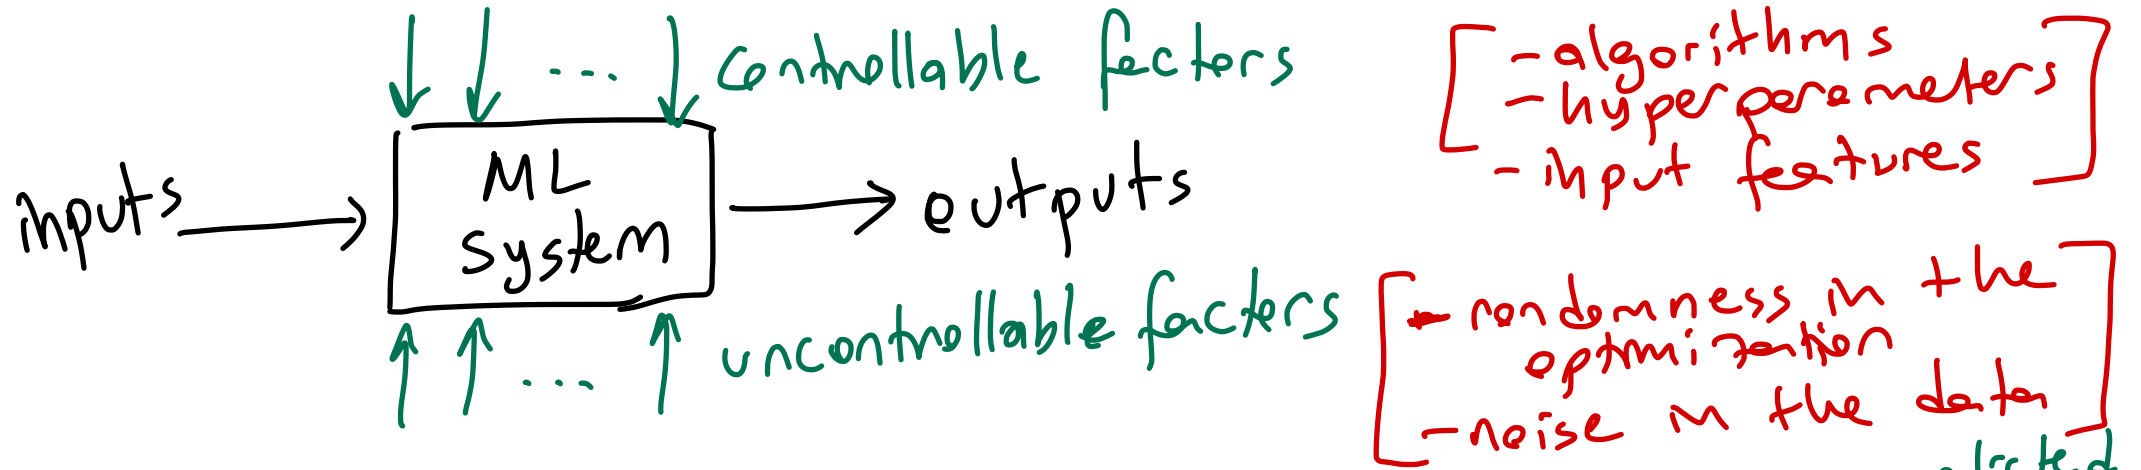 ... controllable factors
- algorithms
- hyperparameters
- input features
inputs
ML
system
outputs
... uncontrollable factors
- randomness in the
optimization
- noise in the data